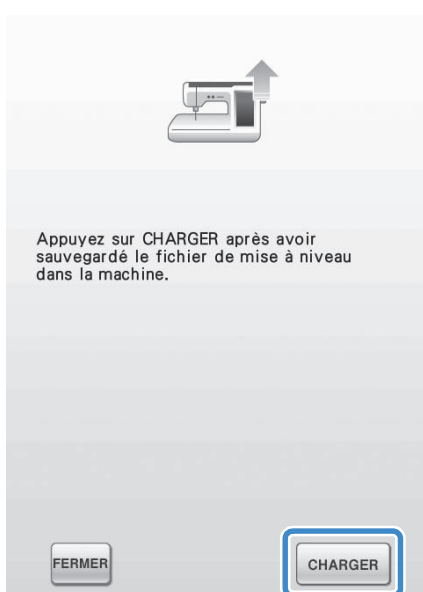 Appuyez sur CHARGER après avoir
sauvegardé le fichier de mise à niveau
dans la machine.
FERMER
CHARGER